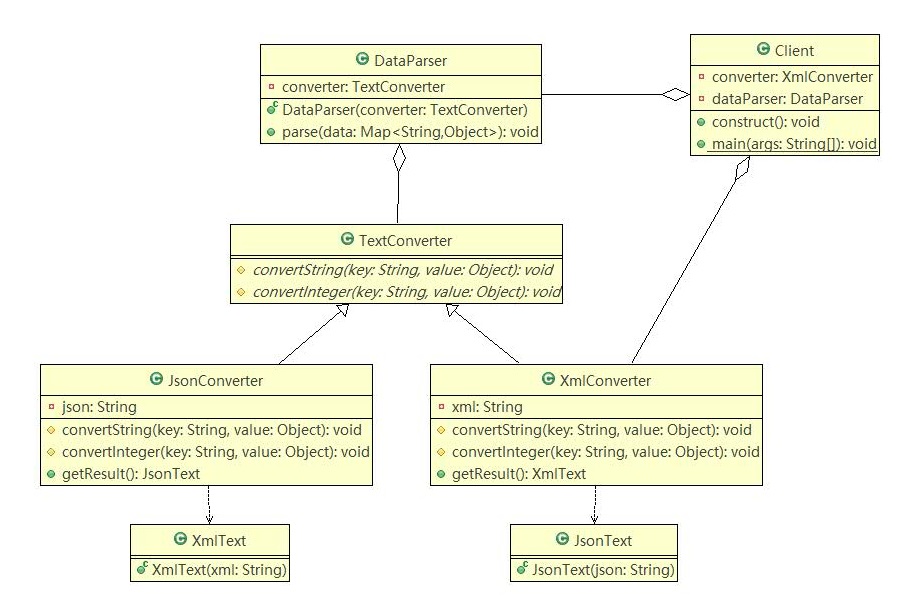 DataParser
converter: TextConverter
DataParser(converter: TextConverter)
parse(data: Map<String,Object>): void
Client
converter: XmlConverter
dataParser: DataParser
construct(): void
main(args: String[]): void
TextConverter
convertString(key: String, value: Object): void
convertInteger(key: String, value: Object): void
JsonConverter
json: String
convertString(key: String, value: Object): void
convertInteger(key: String, value: Object): void
getResult(): JsonText
XmlConverter
xml: String
convertString(key: String, value: Object): void
convertInteger(key: String, value: Object): void
getResult(): XmlText
XmlText
XmlText(xml: String)
JsonText
JsonText(json: String)